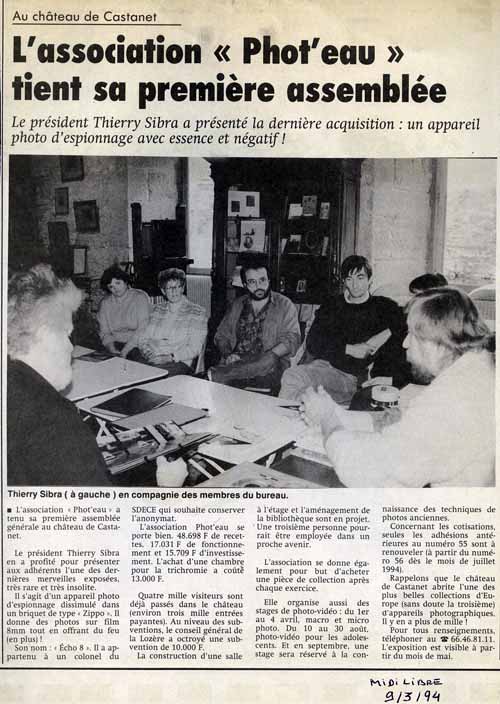 Au château de Castanet
L'association « Phot'eau »
tient sa première assemblée
Le président Thierry Sibra a présenté la dernière acquisition : un appareil
photo d'espionnage avec essence et négatif !
Thierry Sibra ( à gauche ) en compagnie des membres du bureau.
■ L'association « Phot'eau » a
tenu sa première assemblée
générale au château de Casta-
net.
Le président Thierry Sibra
en a profité pour présenter
aux adhérents l'une des der-
nières merveilles exposées,
très rare et très insolite.
Il s'agit d'un appareil photo
d'espionnage dissimulé dans
un briquet de type « Zippo ». Il
donne des photos sur film
8mm tout en offrant du feu
(en plus) !
Son nom : « Echo 8 ». Il a ap-
partenu à un colonel du
SDECE qui souhaite conserver
l'anonymat.
L'association Phot'eau se
porte bien. 48.698 F de recet-
tes, 17.031 F de fonctionne-
ment et 15.709 F d'investisse-
ment. L'achat d'une chambre
pour la trichromie a coûté
13.000 F.
Quatre mille visiteurs sont
déjà passés dans le château
(environ trois mille entrées
payantes). Au niveau des sub-
ventions, le conseil général de
la Lozère a octroyé une sub-
vention de 10.000 F.
La construction d'une salle
à l'étage et l'aménagement de
la bibliothèque sont en projet.
Une troisième personne pour-
rait être employée dans un
proche avenir.
L'association se donne éga-
lement pour but d'acheter
une pièce de collection après
chaque exercice.
Elle organise aussi des
stages de photo-vidéo : du 1er
au 4 avril, macro et micro
photo. Du 10 au 30 août,
photo-vidéo pour les adoles-
cents. Et en septembre, une
stage sera réservé à la con-
naissance des techniques de
photos anciennes.
Concernant les cotisations,
seules les adhésions anté-
rieures au numéro 55 sont à
renouveler (à partir du numé-
ro 56 dès le mois de juillet
1994).
Rappelons que le château
de Castanet abrite l'une des
plus belles collections d'Eu-
rope (sans doute la troisième)
d'appareils photographiques.
Il y en a plus de mille !
Pour tous renseignements,
téléphoner au ☎ 66.46.81.11.
L'exposition est visible à par-
tir du mois de mai.
MIDI LIBRE
9/3/94